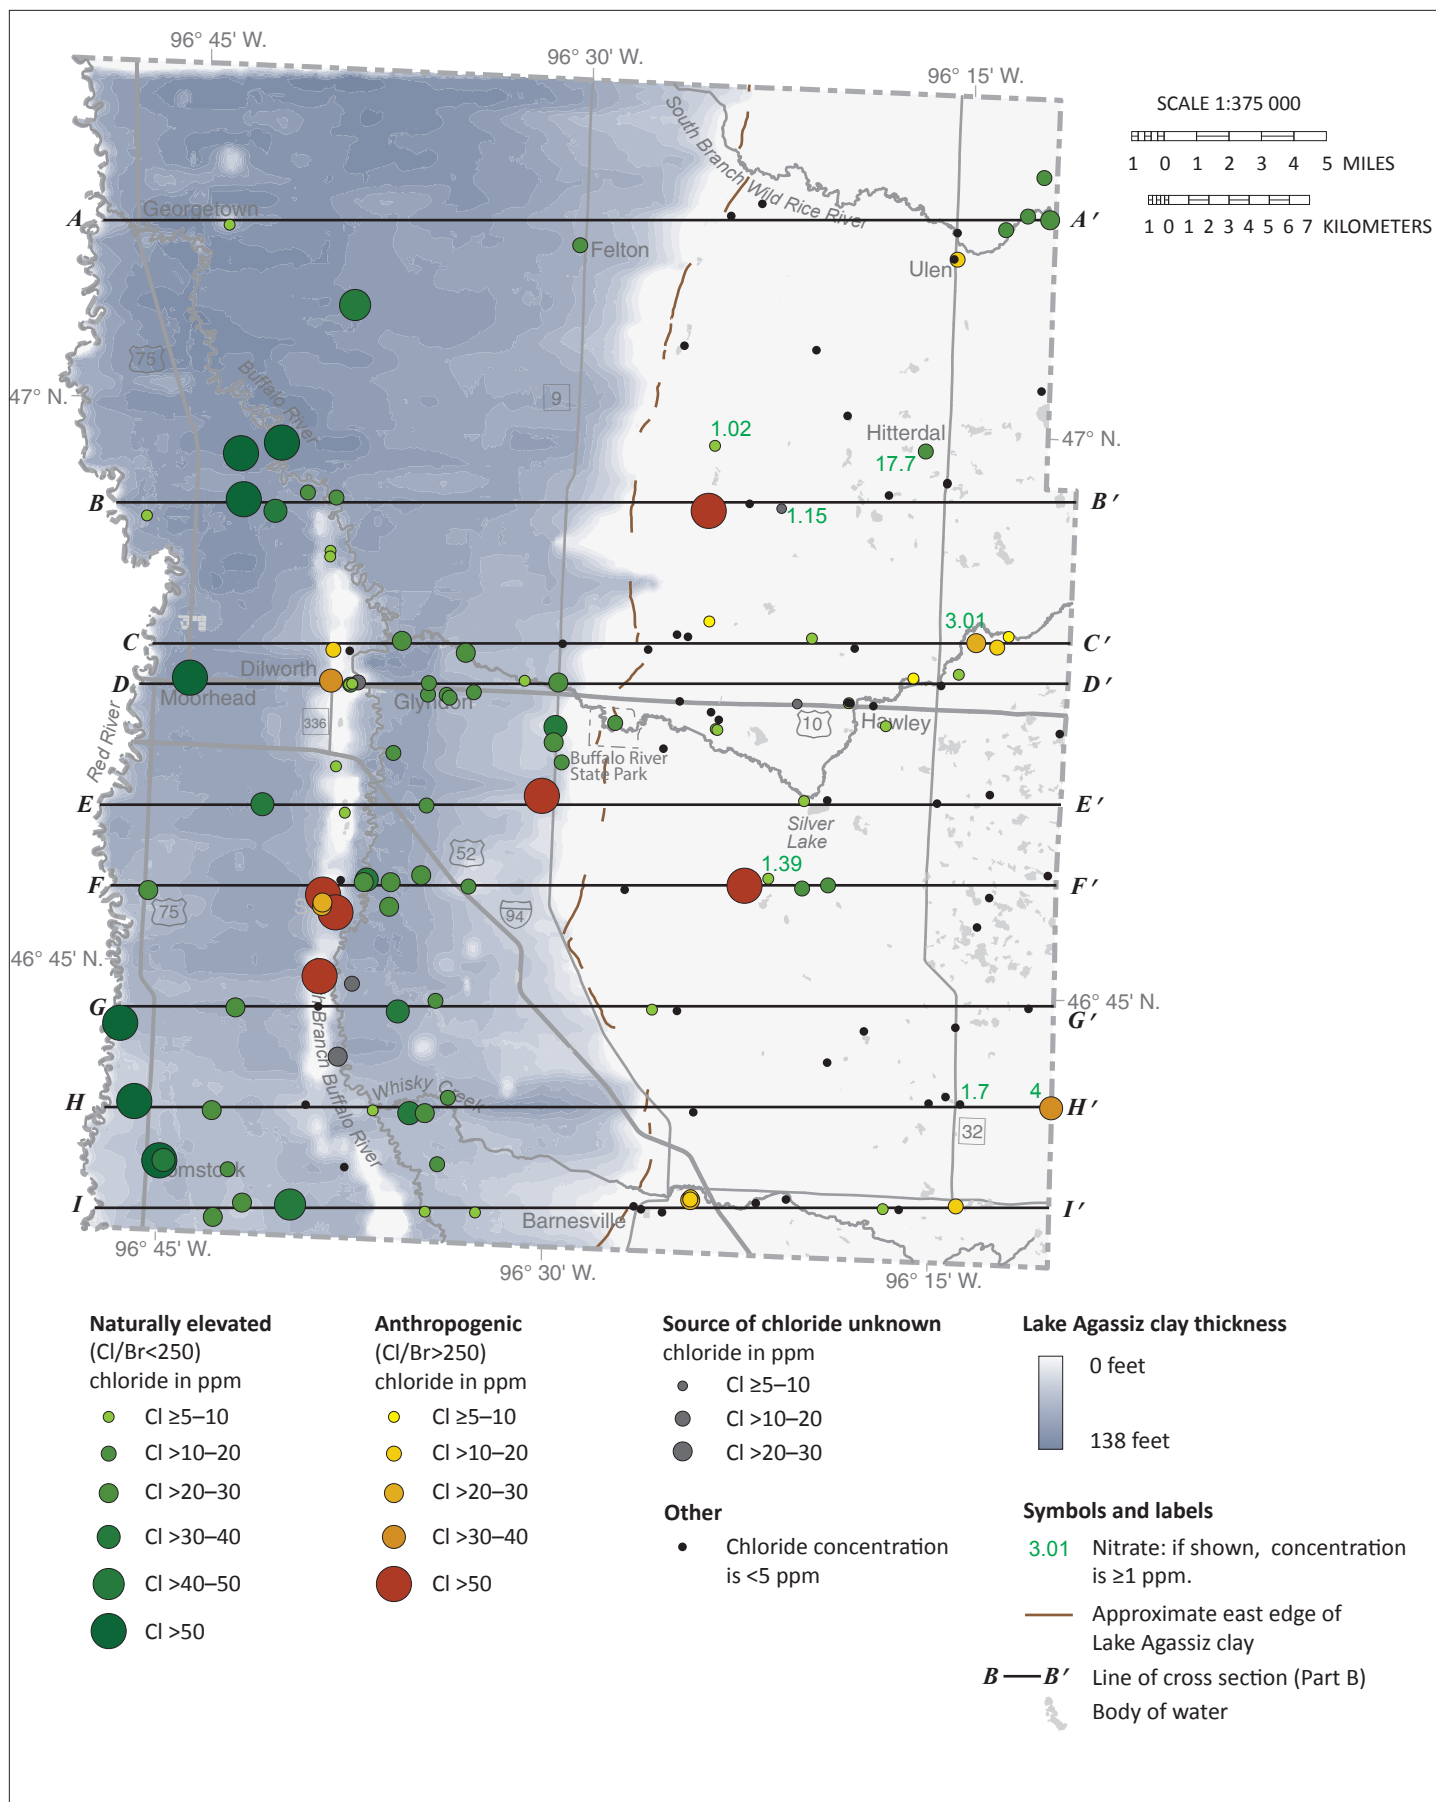 96° 45' W.
96° 30' W.
96° 15' W.
SCALE 1:375 000
1 0 1 2 3 4 5 MILES
1 0 1 2 3 4 5 6 7 KILOMETERS
South Branch Wild Rice River
A
Georgetown
A'
Felton
Ulen
75
Buffalo River
9
47° N.
47° N.
1.02
Hitterdal
17.7
B
B'
1.15
3.01
C
C'
Dilworth
D
D'
Moorhead
Glyndon
336
10
Hawley
Red River
Buffalo River
State Park
E
E'
Silver
Lake
52
1.39
F
F'
75
94
46° 45' N.
46° 45' N.
G
G'
Branch Buffalo River
Whisky Creek
1.7
4
H
H'
32
omstock
I
I'
Barnesville
96° 45' W.
96° 30' W.
96° 15' W.
Naturally elevated
(Cl/Br<250)
chloride in ppm
Cl ≥5–10
Cl >10–20
Cl >20–30
Cl >30–40
Cl >40–50
Cl >50
Anthropogenic
(Cl/Br>250)
chloride in ppm
Cl ≥5–10
Cl >10–20
Cl >20–30
Cl >30–40
Cl >50
Source of chloride unknown
chloride in ppm
Cl ≥5–10
Cl >10–20
Cl >20–30
Other
Chloride concentration
is <5 ppm
Lake Agassiz clay thickness
0 feet
138 feet
Symbols and labels
3.01 Nitrate: if shown, concentration
is ≥1 ppm.
Approximate east edge of
Lake Agassiz clay
B B' Line of cross section (Part B)
Body of water